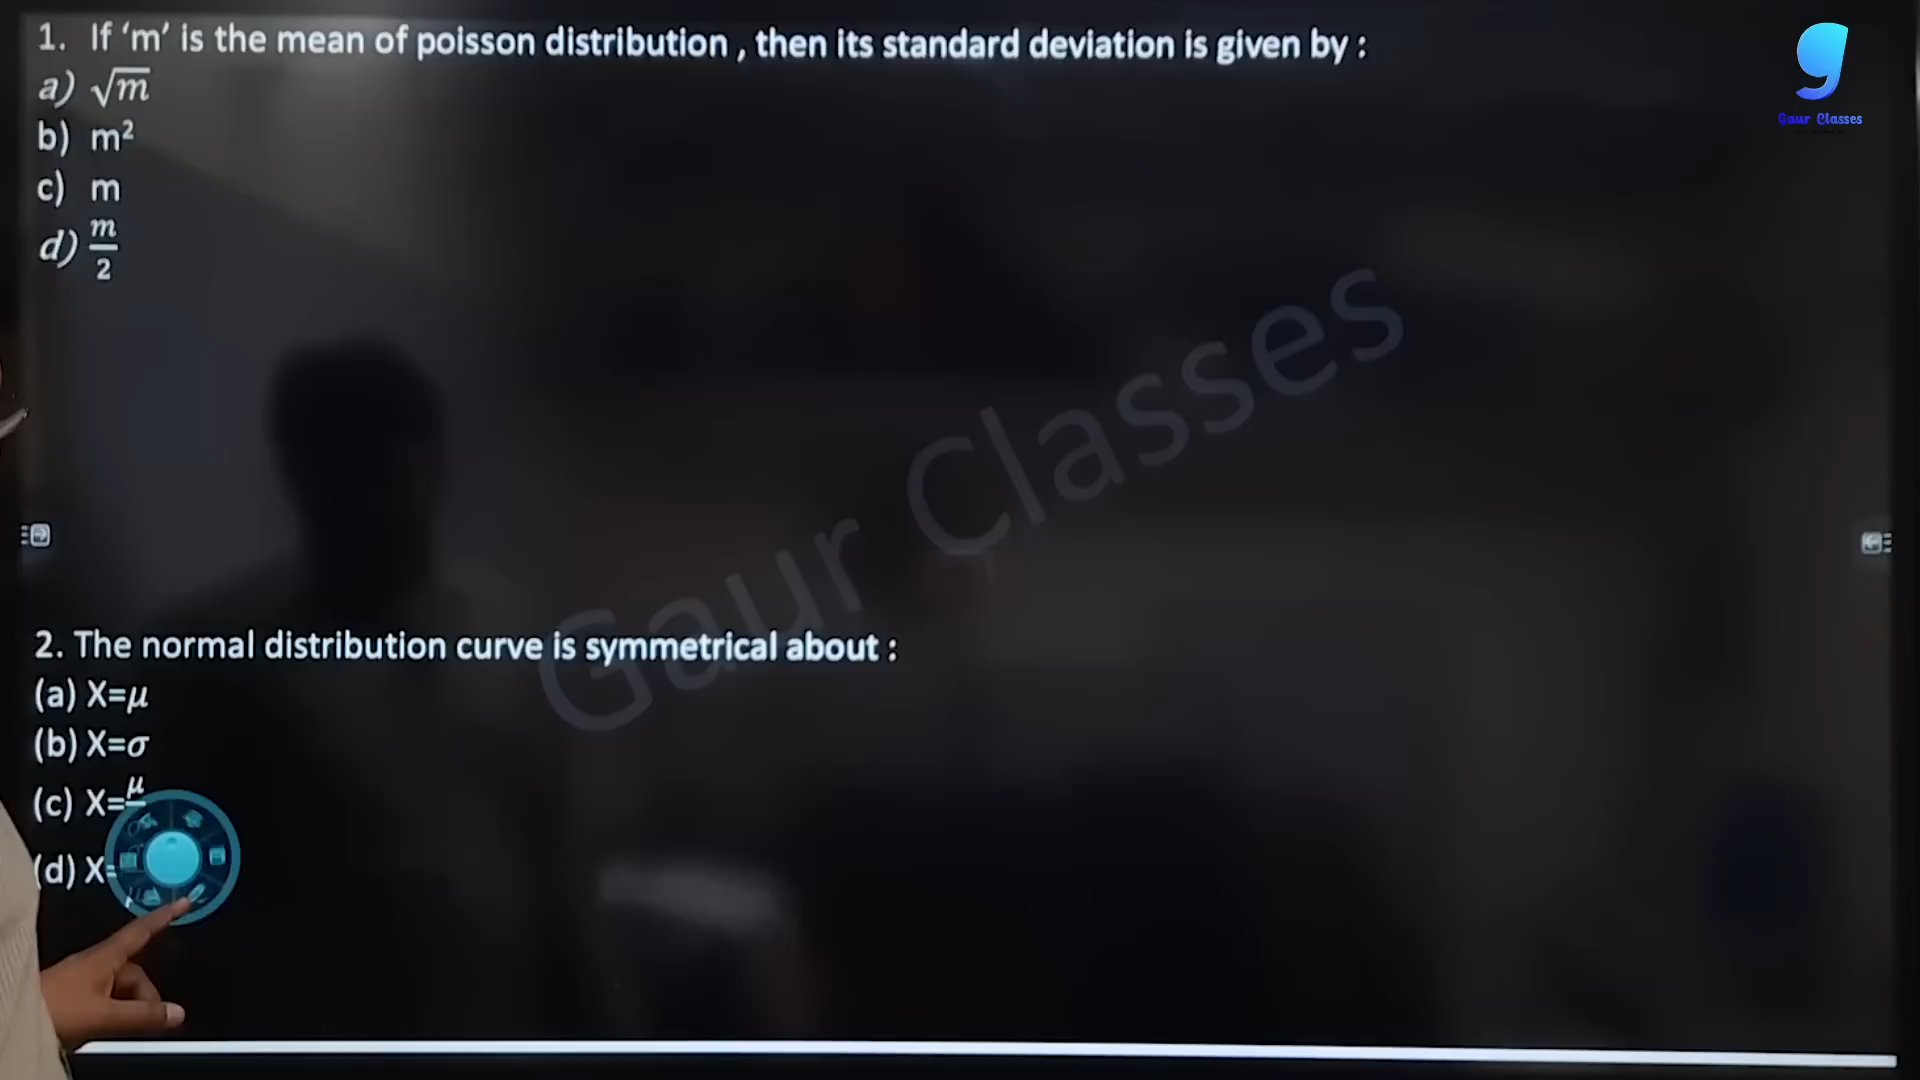 1. If ‘m’ is the mean of poisson distribution , then its standard deviation is given by :
a) √m
b) m²
c) m
d) m/2
2. The normal distribution curve is symmetrical about :
(a) X=μ
(b) X=σ
(c) X=μ
(d) X=
g
Gaur Classes
Gaur Classes